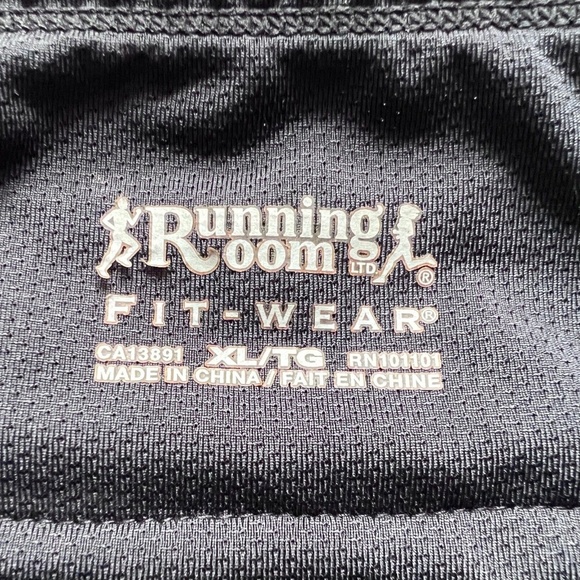 Running
Room LTD.®
FIT-WEAR®
CA13891 XL/TG RN101101
MADE IN CHINA / FAIT EN CHINE